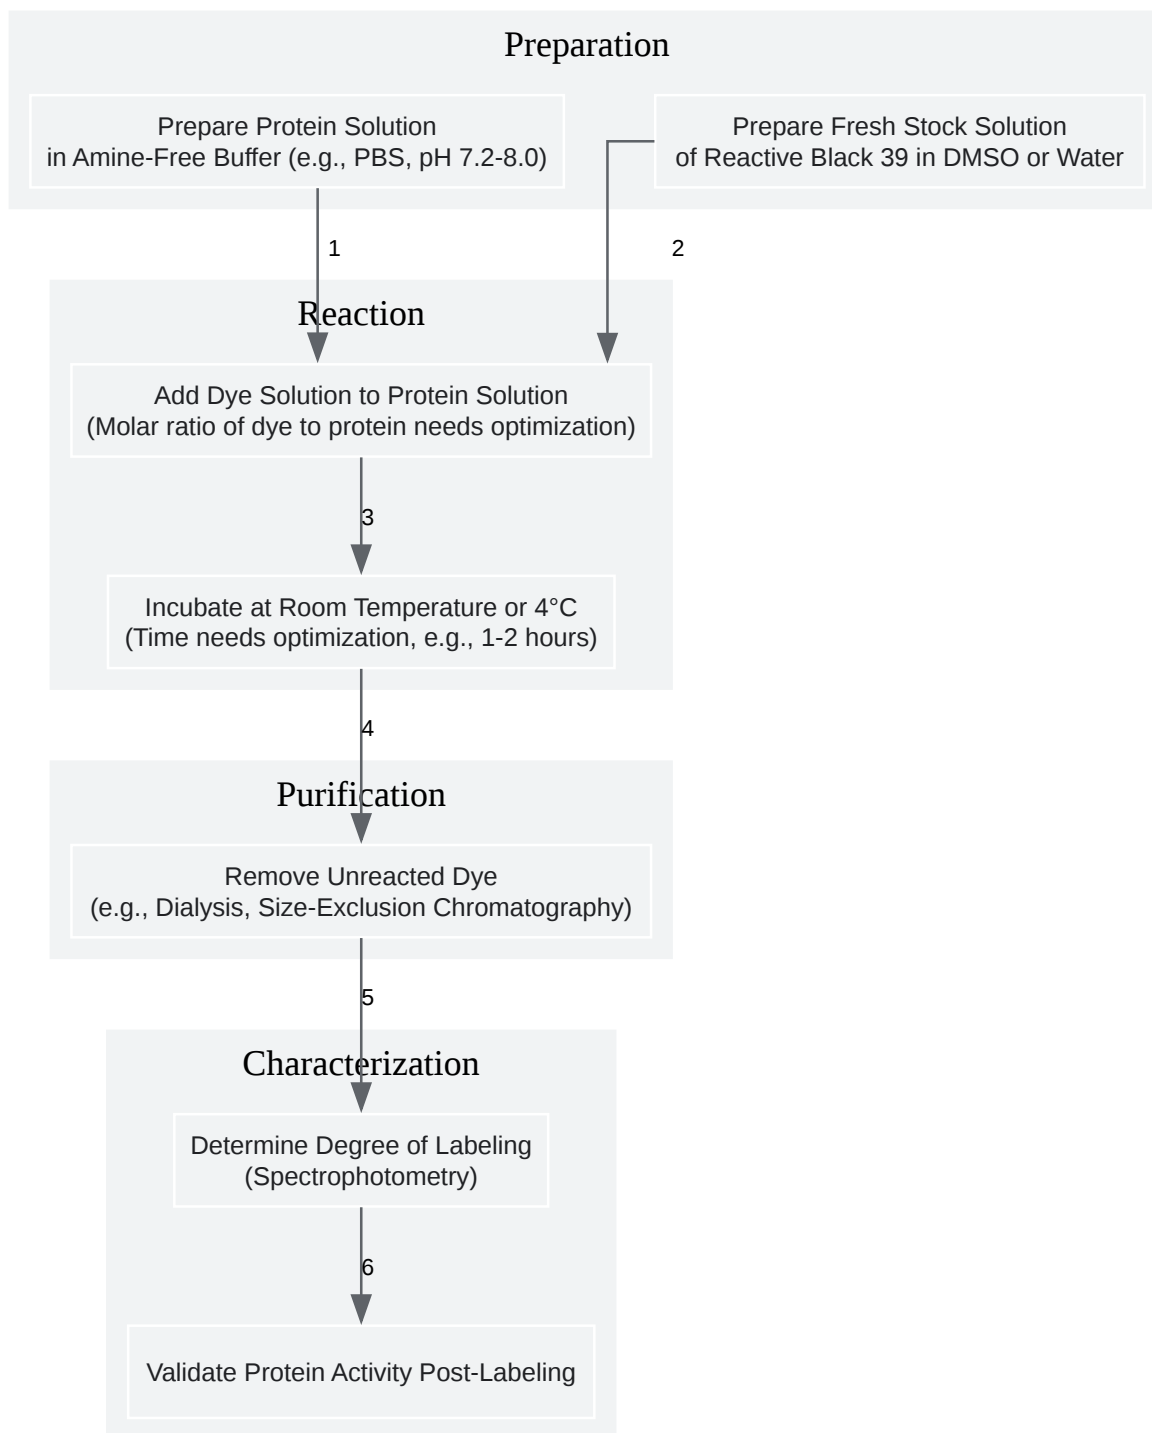 Preparation
Prepare Protein Solution
in Amine-Free Buffer (e.g., PBS, pH 7.2-8.0)
Prepare Fresh Stock Solution
of Reactive Black 39 in DMSO or Water
1
2
Reaction
Add Dye Solution to Protein Solution
(Molar ratio of dye to protein needs optimization)
3
Incubate at Room Temperature or 4°C
(Time needs optimization, e.g., 1-2 hours)
4
Purification
Remove Unreacted Dye
(e.g., Dialysis, Size-Exclusion Chromatography)
5
Characterization
Determine Degree of Labeling
(Spectrophotometry)
6
Validate Protein Activity Post-Labeling